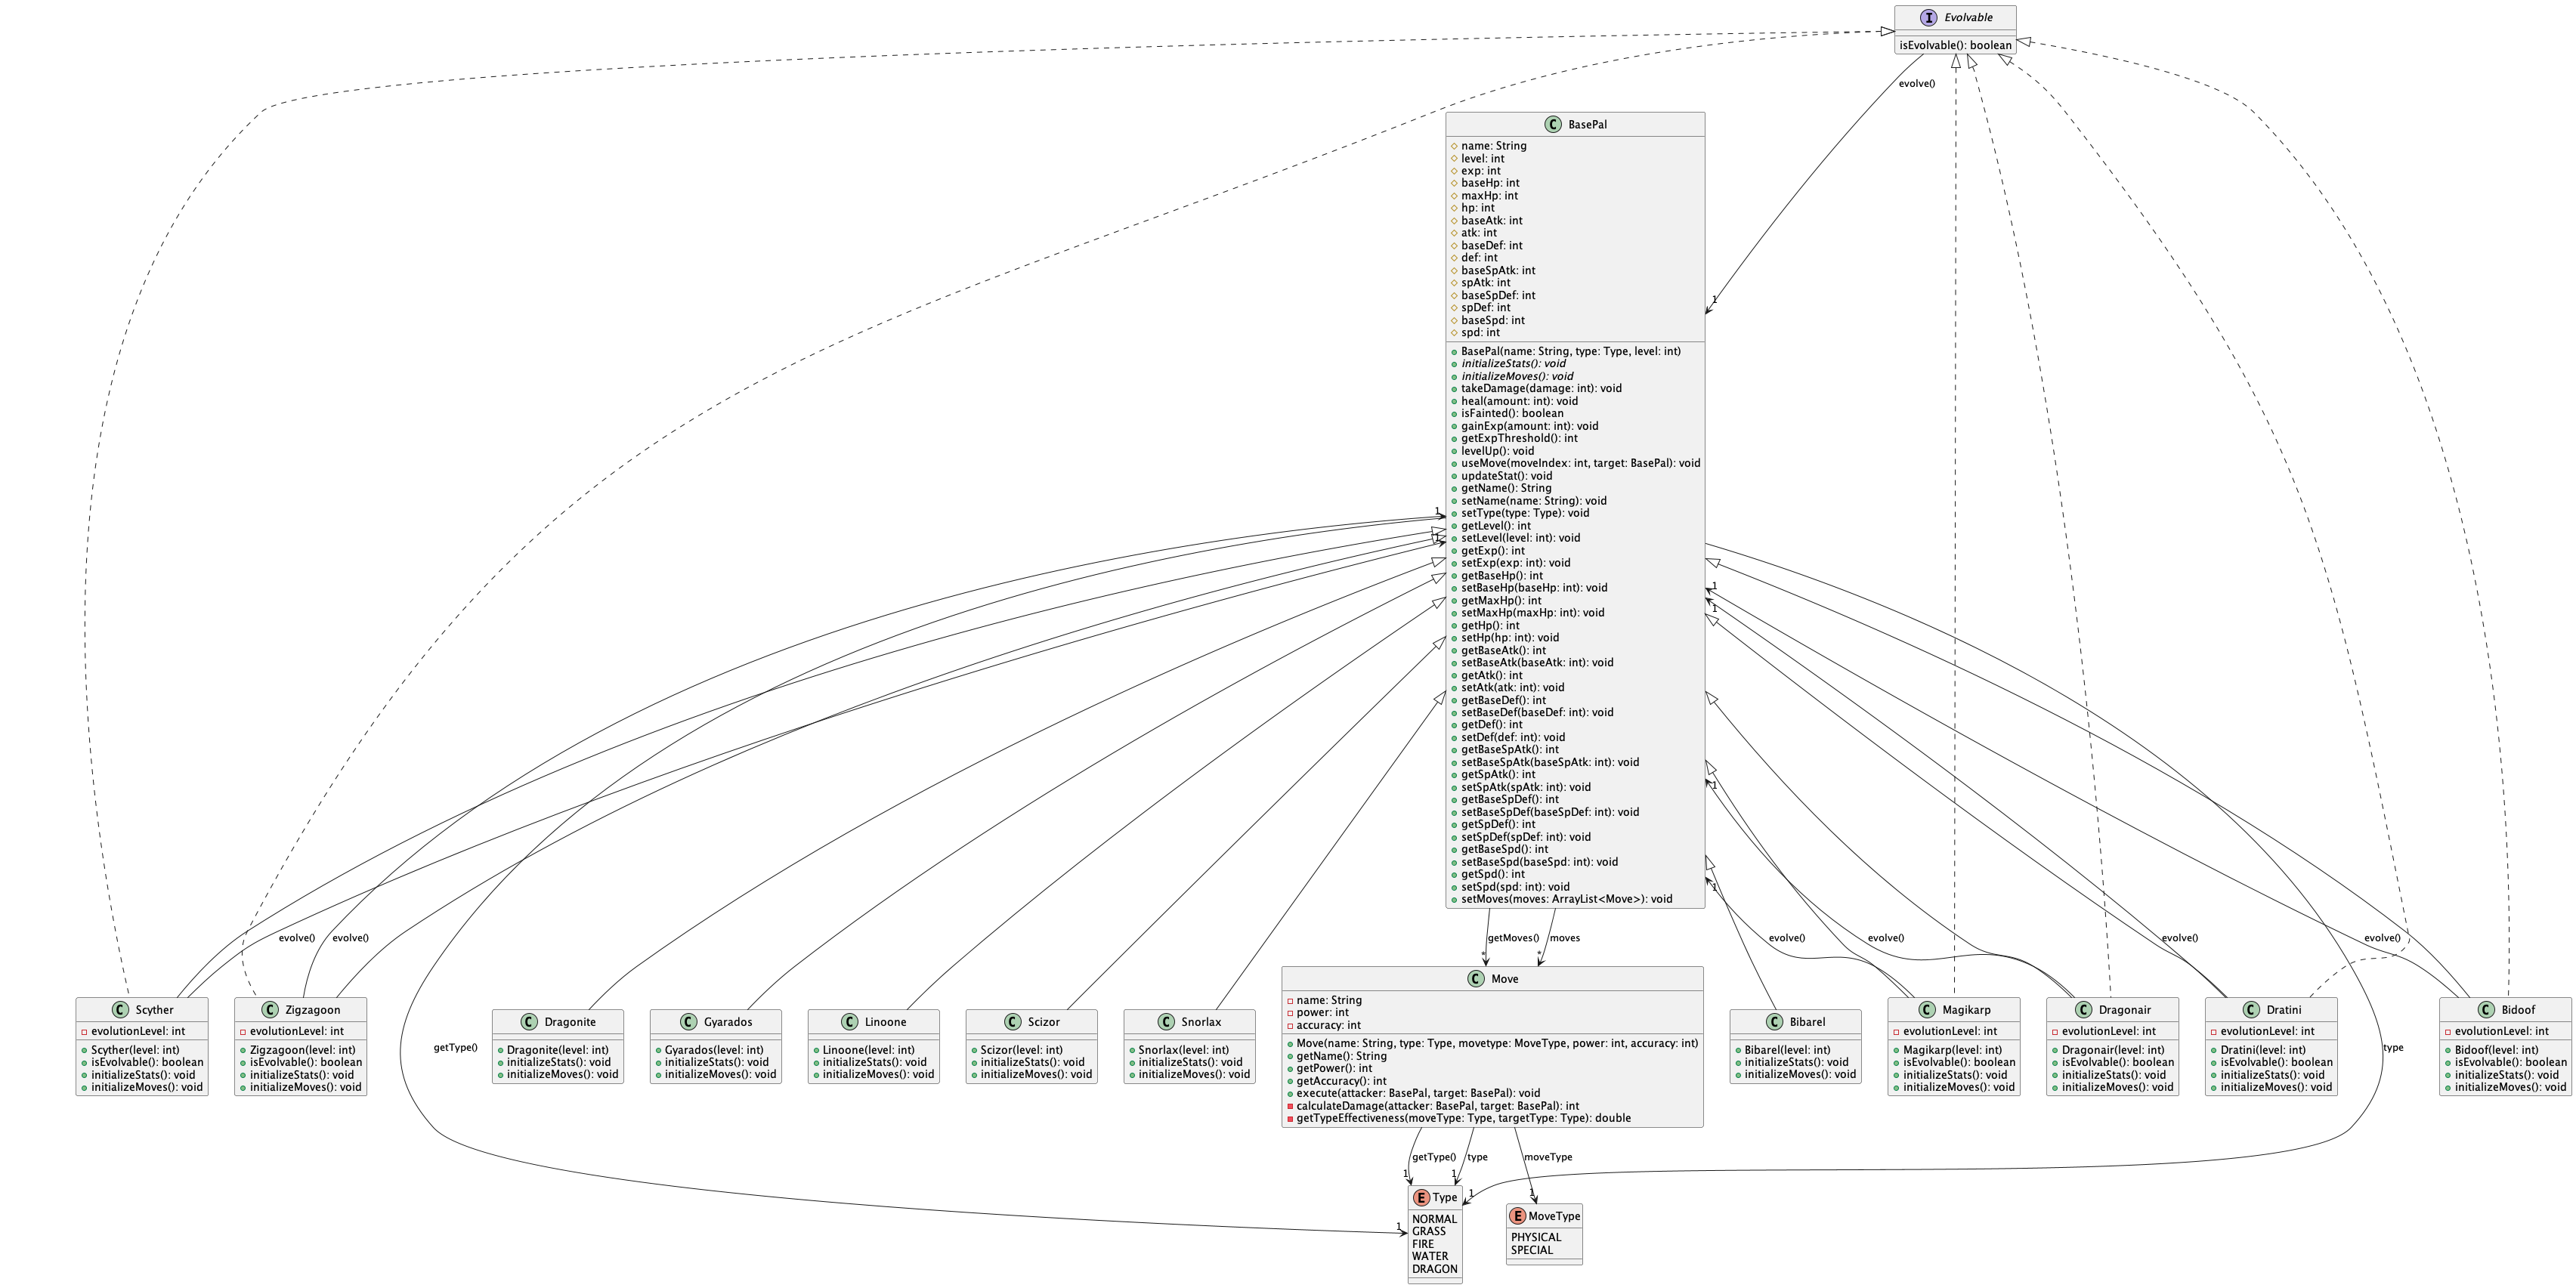 I Evolvable
isEvolvable(): boolean
evolve()
1
C BasePal
name: String
level: int
exp: int
baseHp: int
maxHp: int
hp: int
baseAtk: int
atk: int
baseDef: int
def: int
baseSpAtk: int
spAtk: int
baseSpDef: int
spDef: int
baseSpd: int
spd: int
BasePal(name: String, type: Type, level: int)
initializeStats(): void
initializeMoves(): void
takeDamage(damage: int): void
heal(amount: int): void
isFainted(): boolean
gainExp(amount: int): void
getExpThreshold(): int
levelUp(): void
useMove(moveIndex: int, target: BasePal): void
updateStat(): void
getName(): String
setName(name: String): void
setType(type: Type): void
getLevel(): int
setLevel(level: int): void
getExp(): int
setExp(exp: int): void
getBaseHp(): int
setBaseHp(baseHp: int): void
getMaxHp(): int
setMaxHp(maxHp: int): void
getHp(): int
setHp(hp: int): void
getBaseAtk(): int
setBaseAtk(baseAtk: int): void
getAtk(): int
setAtk(atk: int): void
getBaseDef(): int
setBaseDef(baseDef: int): void
getDef(): int
setDef(def: int): void
getBaseSpAtk(): int
setBaseSpAtk(baseSpAtk: int): void
getSpAtk(): int
setSpAtk(spAtk: int): void
getBaseSpDef(): int
setBaseSpDef(baseSpDef: int): void
getSpDef(): int
setSpDef(spDef: int): void
getBaseSpd(): int
setBaseSpd(baseSpd: int): void
getSpd(): int
setSpd(spd: int): void
setMoves(moves: ArrayList<Move>): void
1
1
1
1
1
1
evolve()
evolve()
getMoves()
moves
evolve()
evolve()
evolve()
evolve()
*
*
C Scyther
evolutionLevel: int
Scyther(level: int)
isEvolvable(): boolean
initializeStats(): void
initializeMoves(): void
C Zigzagoon
evolutionLevel: int
Zigzagoon(level: int)
isEvolvable(): boolean
initializeStats(): void
initializeMoves(): void
getType()
C Dragonite
Dragonite(level: int)
initializeStats(): void
initializeMoves(): void
C Gyarados
Gyarados(level: int)
initializeStats(): void
initializeMoves(): void
C Linoone
Linoone(level: int)
initializeStats(): void
initializeMoves(): void
C Scizor
Scizor(level: int)
initializeStats(): void
initializeMoves(): void
C Snorlax
Snorlax(level: int)
initializeStats(): void
initializeMoves(): void
C Move
name: String
power: int
accuracy: int
Move(name: String, type: Type, movetype: MoveType, power: int, accuracy: int)
getName(): String
getPower(): int
getAccuracy(): int
execute(attacker: BasePal, target: BasePal): void
calculateDamage(attacker: BasePal, target: BasePal): int
getTypeEffectiveness(moveType: Type, targetType: Type): double
C Bibarel
Bibarel(level: int)
initializeStats(): void
initializeMoves(): void
C Magikarp
evolutionLevel: int
Magikarp(level: int)
isEvolvable(): boolean
initializeStats(): void
initializeMoves(): void
C Dragonair
evolutionLevel: int
Dragonair(level: int)
isEvolvable(): boolean
initializeStats(): void
initializeMoves(): void
C Dratini
evolutionLevel: int
Dratini(level: int)
isEvolvable(): boolean
initializeStats(): void
initializeMoves(): void
type
C Bidoof
evolutionLevel: int
Bidoof(level: int)
isEvolvable(): boolean
initializeStats(): void
initializeMoves(): void
getType()
type
moveType
1
1
1
1
1
E Type
NORMAL
GRASS
FIRE
WATER
DRAGON
E MoveType
PHYSICAL
SPECIAL